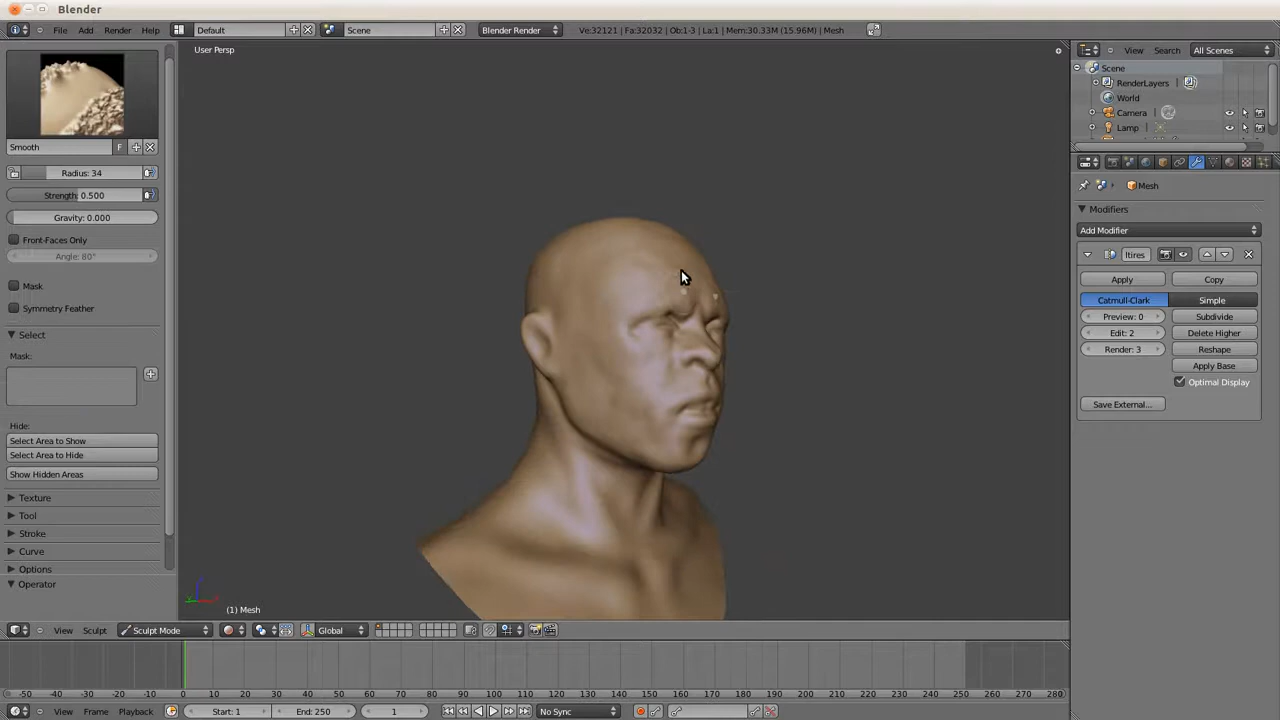 Blender
File Add Render Help Default Scene Blender Render Ve:32121 | Fa:32032 | Ob:1-3 | La:1 | Mem:30.33M (15.96M) | Mesh
User Persp
View Search All Scenes
Scene
RenderLayers
World
Camera
Lamp
Smooth F
Radius: 34
Strength: 0.500
Gravity: 0.000
Front-Faces Only
Angle: 80°
Mask
Symmetry Feather
Select
Mask:
Hide:
Select Area to Show
Select Area to Hide
Show Hidden Areas
Texture
Tool
Stroke
Curve
Options
Operator
Mesh
Modifiers
Add Modifier
ltires
Apply Copy
Catmull-Clark Simple
Preview: 0 Subdivide
Edit: 2 Delete Higher
Render: 3 Reshape
Apply Base
Optimal Display
Save External...
(1) Mesh
View Sculpt Sculpt Mode Global
-50 -40 -30 -20 -10 0 10 20 30 40 50 60 70 80 90 100 110 120 130 140 150 160 170 180 190 200 210 220 230 240 250 260 270 280
View Frame Playback Start: 1 End: 250 1 No Sync